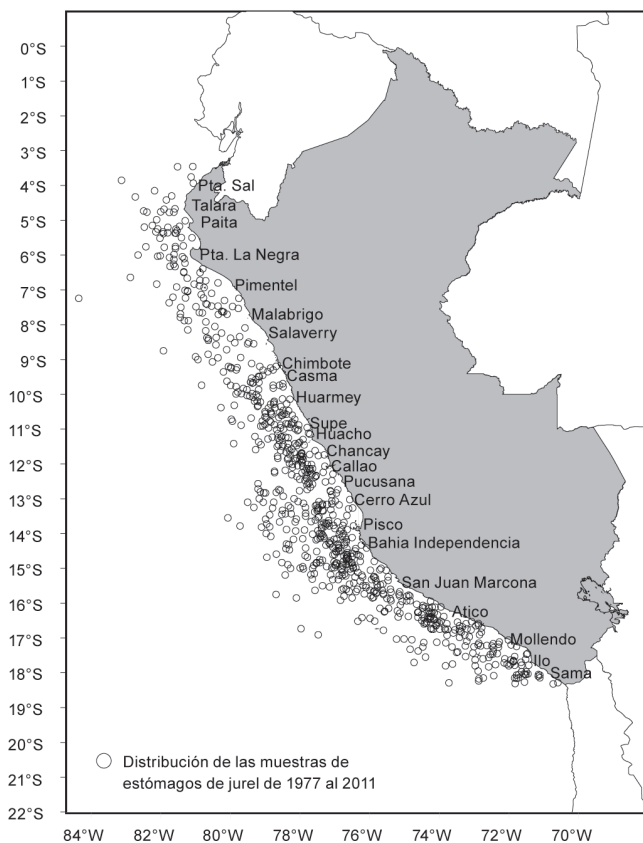 0°S
1°S
2°S
3°S
4°S
5°S
6°S
7°S
8°S
9°S
10°S
11°S
12°S
13°S
14°S
15°S
16°S
17°S
18°S
19°S
20°S
21°S
22°S
Pta. Sal
Talara
Paita
Pta. La Negra
Pimentel
Malabrigo
Salaverry
Chimbote
Casma
Huarmey
Supe
Huacho
Chancay
Callao
Pucusana
Cerro Azul
Pisco
Bahia Independencia
San Juan Marcona
Atico
Mollendo
Ilo
Sama
Distribución de las muestras de
estómagos de jurel de 1977 al 2011
84°W 82°W 80°W 78°W 76°W 74°W 72°W 70°W